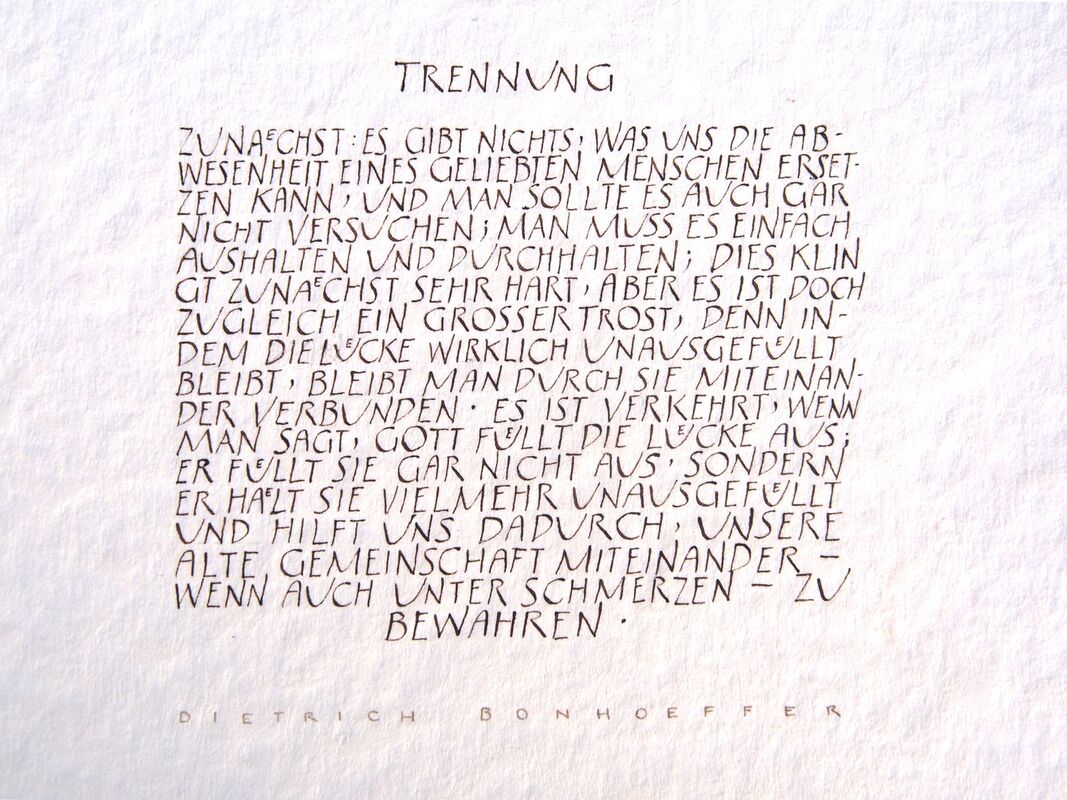 TRENNUNG
ZUNAECHST: ES GIBT NICHTS, WAS UNS DIE AB-
WESENHEIT EINES GELIEBTEN MENSCHEN ERSET-
ZEN KANN, UND MAN SOLLTE ES AUCH GAR
NICHT VERSUCHEN; MAN MUSS ES EINFACH
AUSHALTEN UND DURCHHALTEN; DIES KLIN
GT ZUNAECHST SEHR HART, ABER ES IST DOCH
ZUGLEICH EIN GROSSER TROST, DENN IN-
DEM DIE LUECKE WIRKLICH UNAUSGEFUELLT
BLEIBT, BLEIBT MAN DURCH SIE MITEINAN-
DER VERBUNDEN · ES IST VERKEHRT, WENN
MAN SAGT, GOTT FUELLT DIE LUECKE AUS;
ER FUELLT SIE GAR NICHT AUS, SONDERN
ER HAELT SIE VIELMEHR UNAUSGEFUELLT
UND HILFT UNS DADURCH, UNSERE
ALTE GEMEINSCHAFT MITEINANDER –
WENN AUCH UNTER SCHMERZEN – ZU
BEWAHREN ·
DIETRICH BONHOEFFER